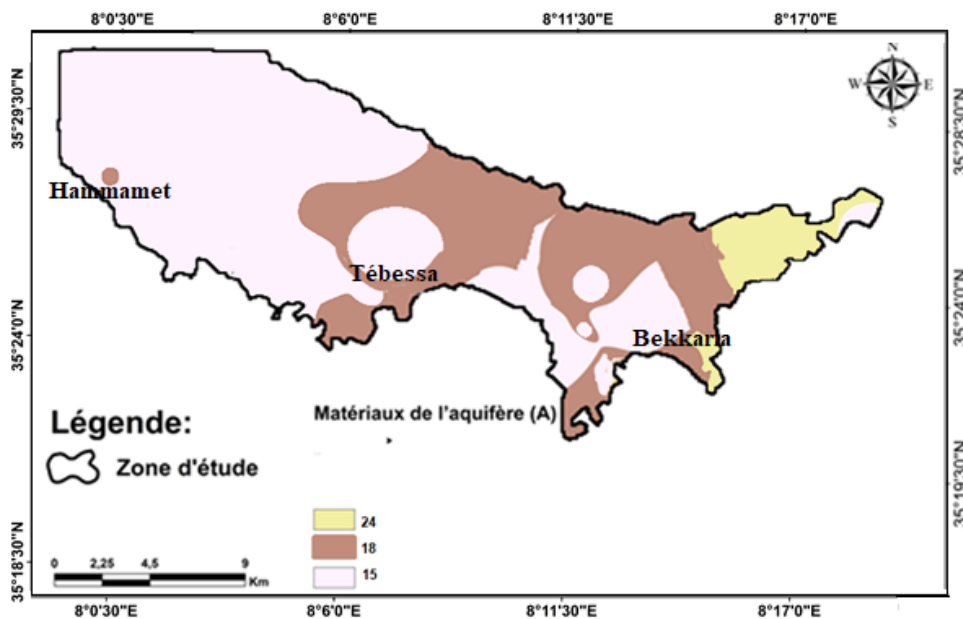 8°0'30"E 8°6'0"E 8°11'30"E 8°17'0"E
N
W E
S
35°29'30"N
35°28'30"N
Hammamet
Tébessa
35°24'0"N
35°24'0"N
Bekkaria
Matériaux de l'aquifère (A)
Légende:
Zone d'étude
35°19'30"N
24
18
15
35°18'30"N
0 2,25 4,5 9
Km
8°0'30"E 8°6'0"E 8°11'30"E 8°17'0"E